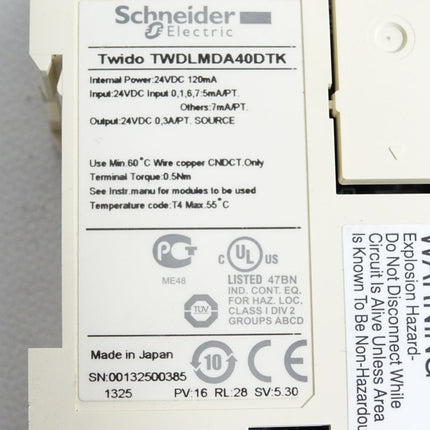 Schneider
Electric
Twido TWDLMDA40DTK
Internal Power:24VDC 120mA
Input:24VDC Input 0,1,6,7:5mA/PT.
Others:7mA/PT.
Output:24VDC 0,3A/PT. SOURCE
Use Min.60°C Wire copper CNDCT.Only
Terminal Torque:0.5Nm
See Instr.manu for modules to be used
Temperature code:T4 Max.55°C
PCT
ME48
C UL US
LISTED 47BN
IND. CONT. EQ.
FOR HAZ. LOC.
CLASS I DIV 2
GROUPS ABCD
TÜV
Made in Japan
10
CE
SN:00132500385
1325 PV:16 RL:28 SV:5.30
WARNING
Explosion Hazard-
Do Not Disconnect While
Circuit Is Alive Unless Area
Is Known To Be Non-Hazardou